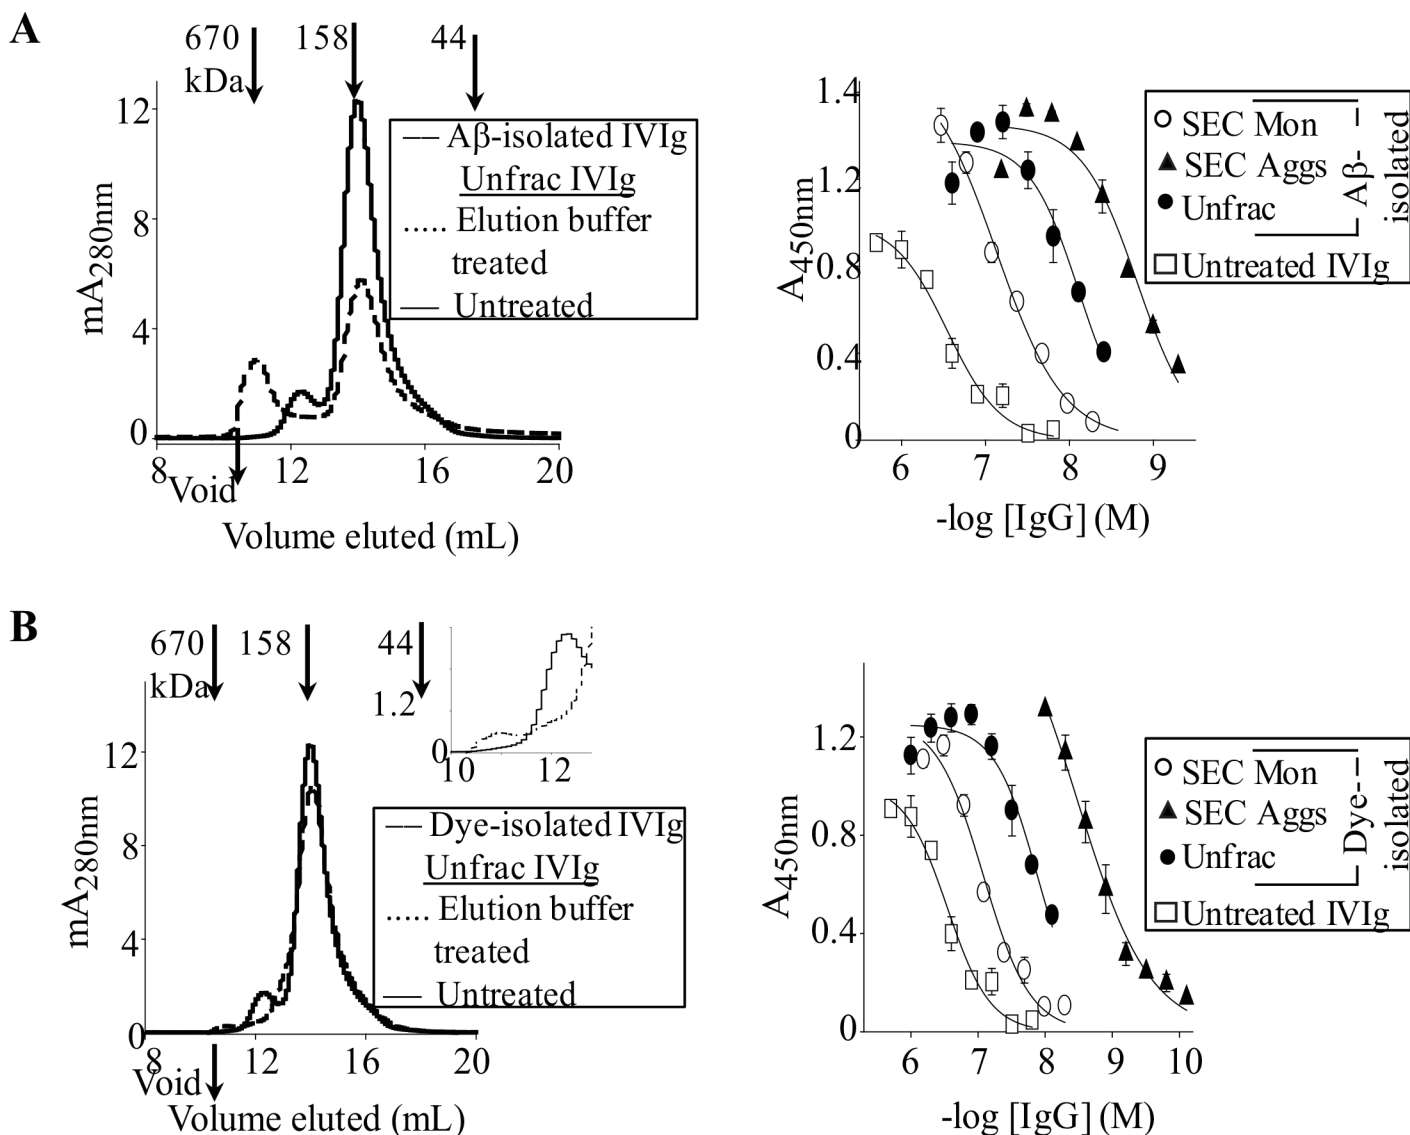 A
670 158 44
kDa
12
8
4
0
mA280nm
8 12 16 20
Void
Volume eluted (mL)
–– Aβ-isolated IVIg
Unfrac IVIg
..... Elution buffer
treated
— Untreated
1.4
1.2
0.8
0.4
0
A450nm
6 7 8 9
-log [IgG] (M)
SEC Mon
SEC Aggs
Unfrac
Untreated IVIg
Aβ-
isolated
B
670 158 44
kDa
12
8
4
0
mA280nm
8 12 16 20
Void
Volume eluted (mL)
1.2
0
10 12
–– Dye-isolated IVIg
Unfrac IVIg
..... Elution buffer
treated
— Untreated
1.2
0.8
0.4
0
A450nm
6 7 8 9 10
-log [IgG] (M)
SEC Mon
SEC Aggs
Unfrac
Untreated IVIg
Dye-
isolated